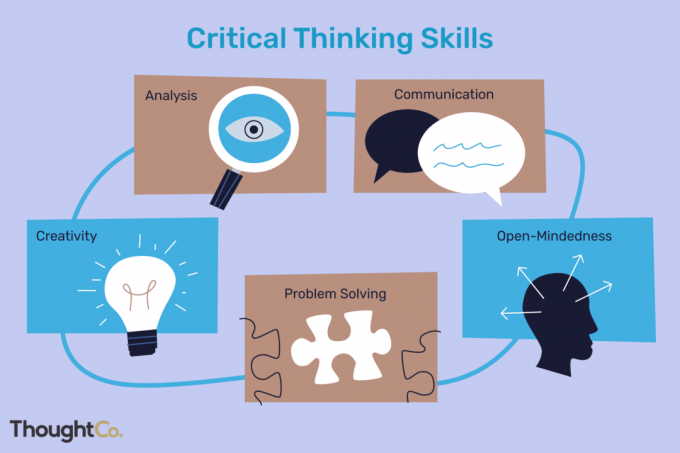 Critical Thinking Skills
Analysis
Communication
Creativity
Open-Mindedness
Problem Solving
ThoughtCo.